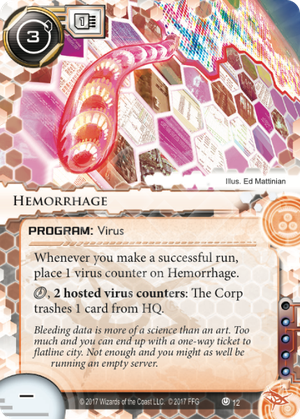 3
1
Illus. Ed Mattinian
Hemorrhage
PROGRAM: Virus
Whenever you make a successful run,
place 1 virus counter on Hemorrhage.
, 2 hosted virus counters: The Corp
trashes 1 card from HQ.
Bleeding data is more of a science than an art. Too
much and you can end up with a one-way ticket to
flatline city. Not enough and you might as well be
running an empty server.
–
© 2017 Wizards of the Coast LLC. © 2017 FFG
12